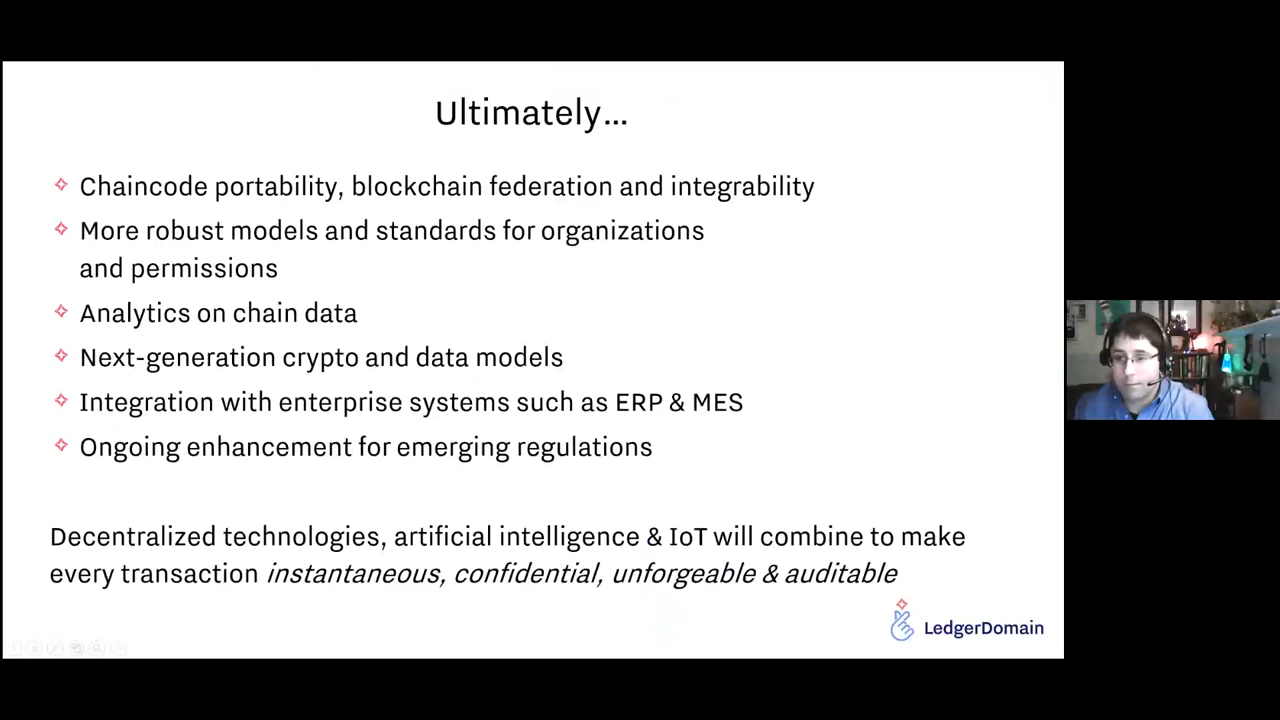 Ultimately...
Chaincode portability, blockchain federation and integrability
More robust models and standards for organizations
and permissions
Analytics on chain data
Next-generation crypto and data models
Integration with enterprise systems such as ERP & MES
Ongoing enhancement for emerging regulations
Decentralized technologies, artificial intelligence & IoT will combine to make
every transaction instantaneous, confidential, unforgeable & auditable
LedgerDomain